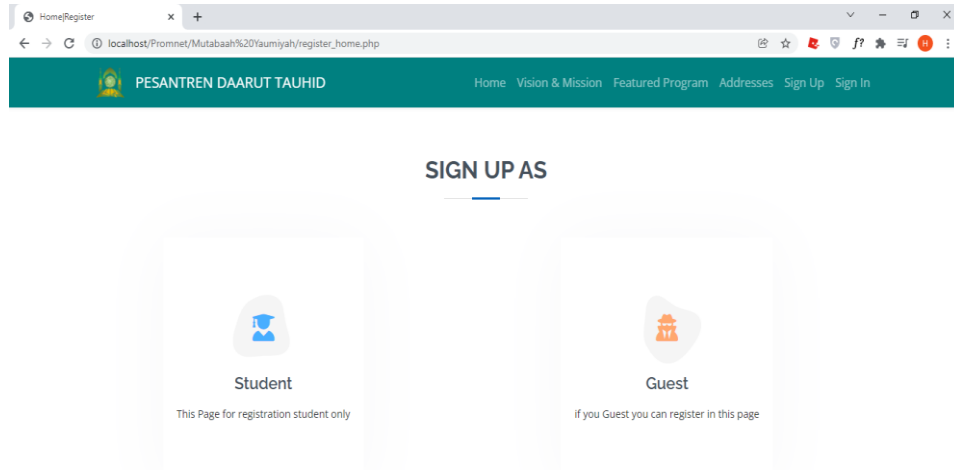 Home|Register
localhost/Promnet/Mutabaah%20Yaumiyah/register_home.php
f?
H
PESANTREN DAARUT TAUHID
Home Vision & Mission Featured Program Addresses Sign Up Sign In
SIGN UP AS
Student
Guest
This Page for registration student only
if you Guest you can register in this page